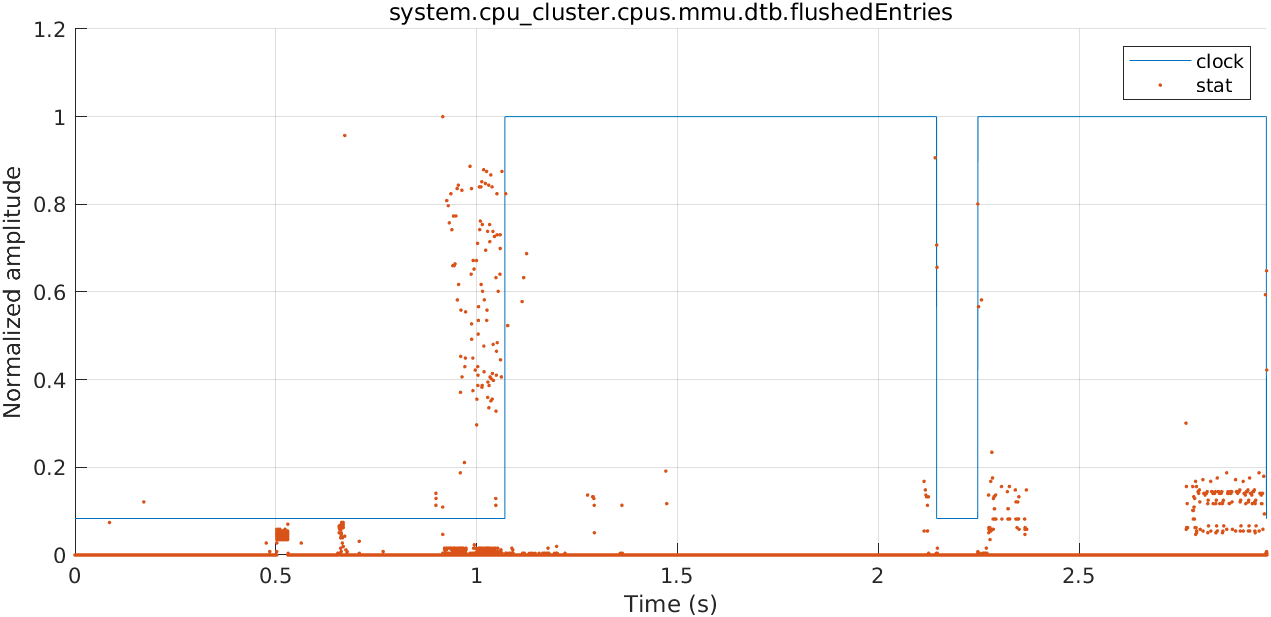 system.cpu_cluster.cpus.mmu.dtb.flushedEntries
1.2
1
0.8
0.6
0.4
0.2
0
Normalized amplitude
clock
stat
0 0.5 1 1.5 2 2.5
Time (s)